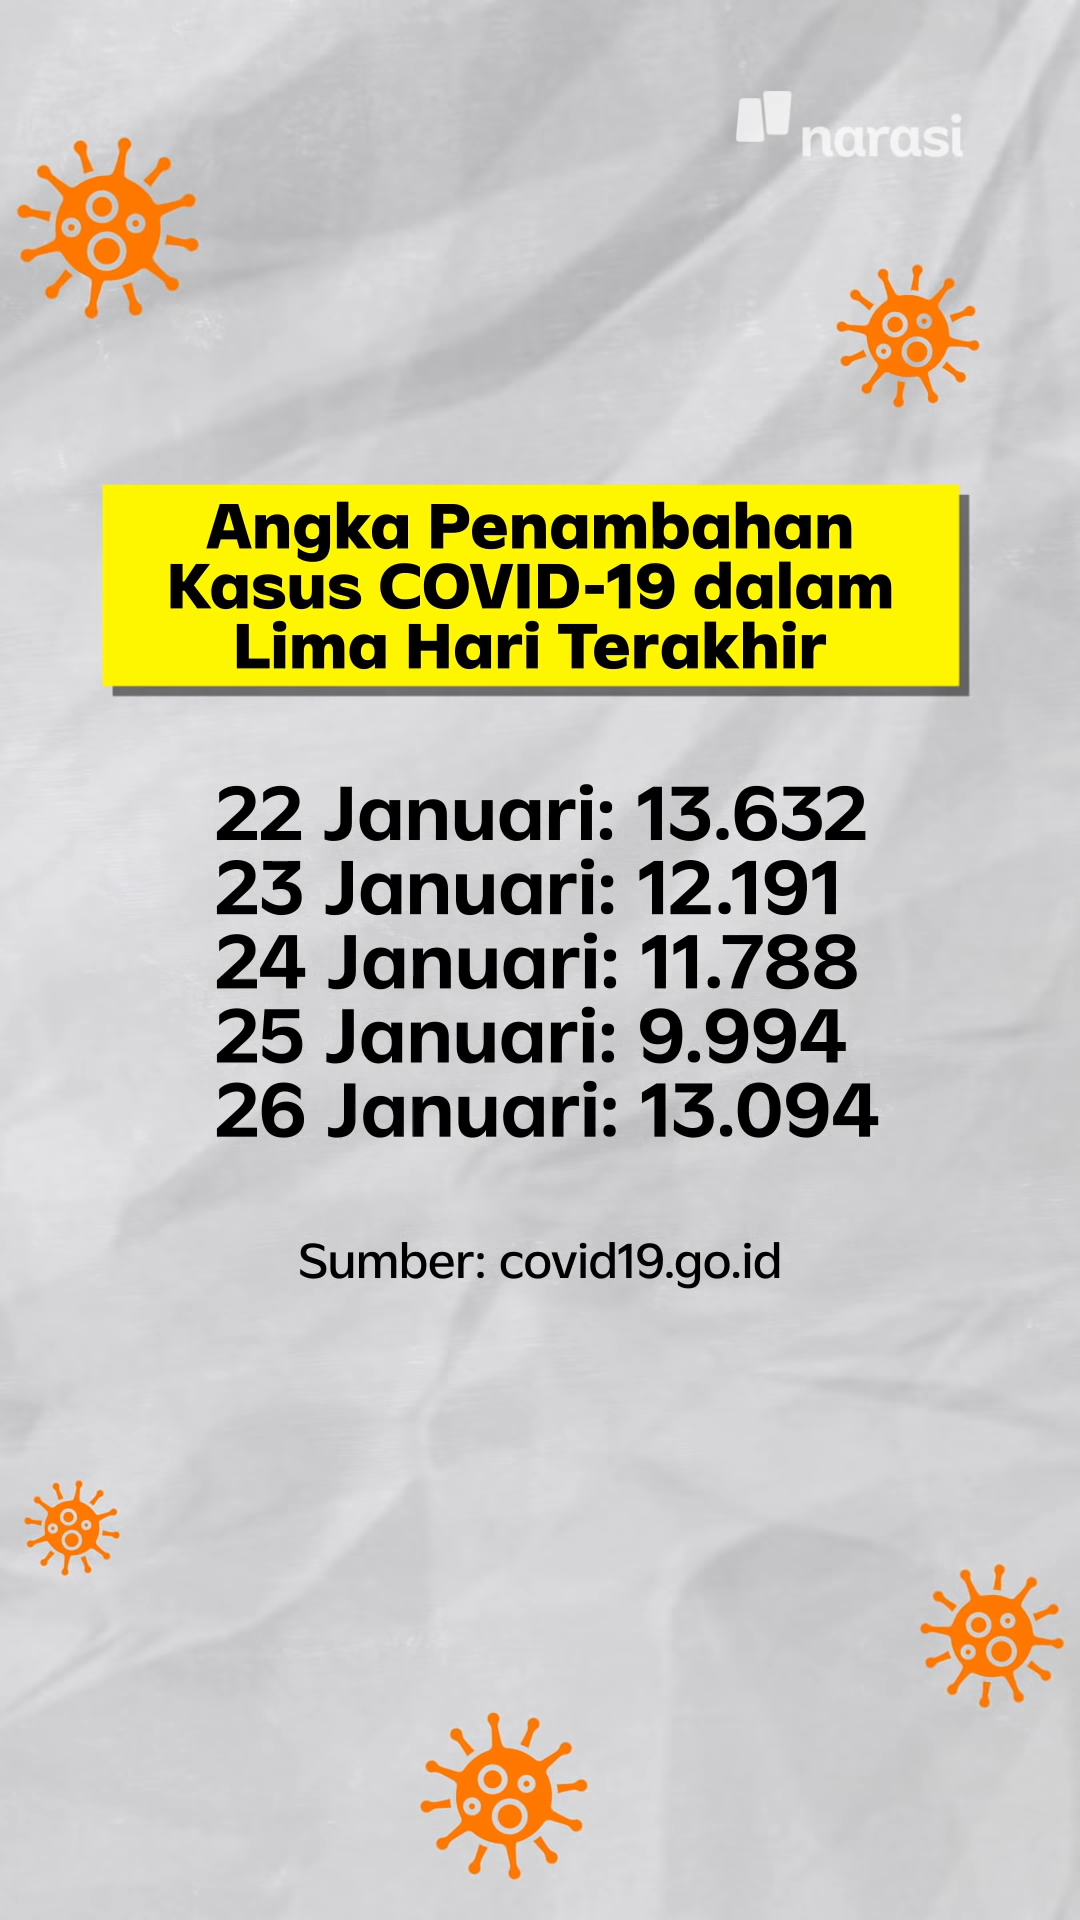 narasi
Angka Penambahan
Kasus COVID-19 dalam
Lima Hari Terakhir
22 Januari: 13.632
23 Januari: 12.191
24 Januari: 11.788
25 Januari: 9.994
26 Januari: 13.094
Sumber: covid19.go.id